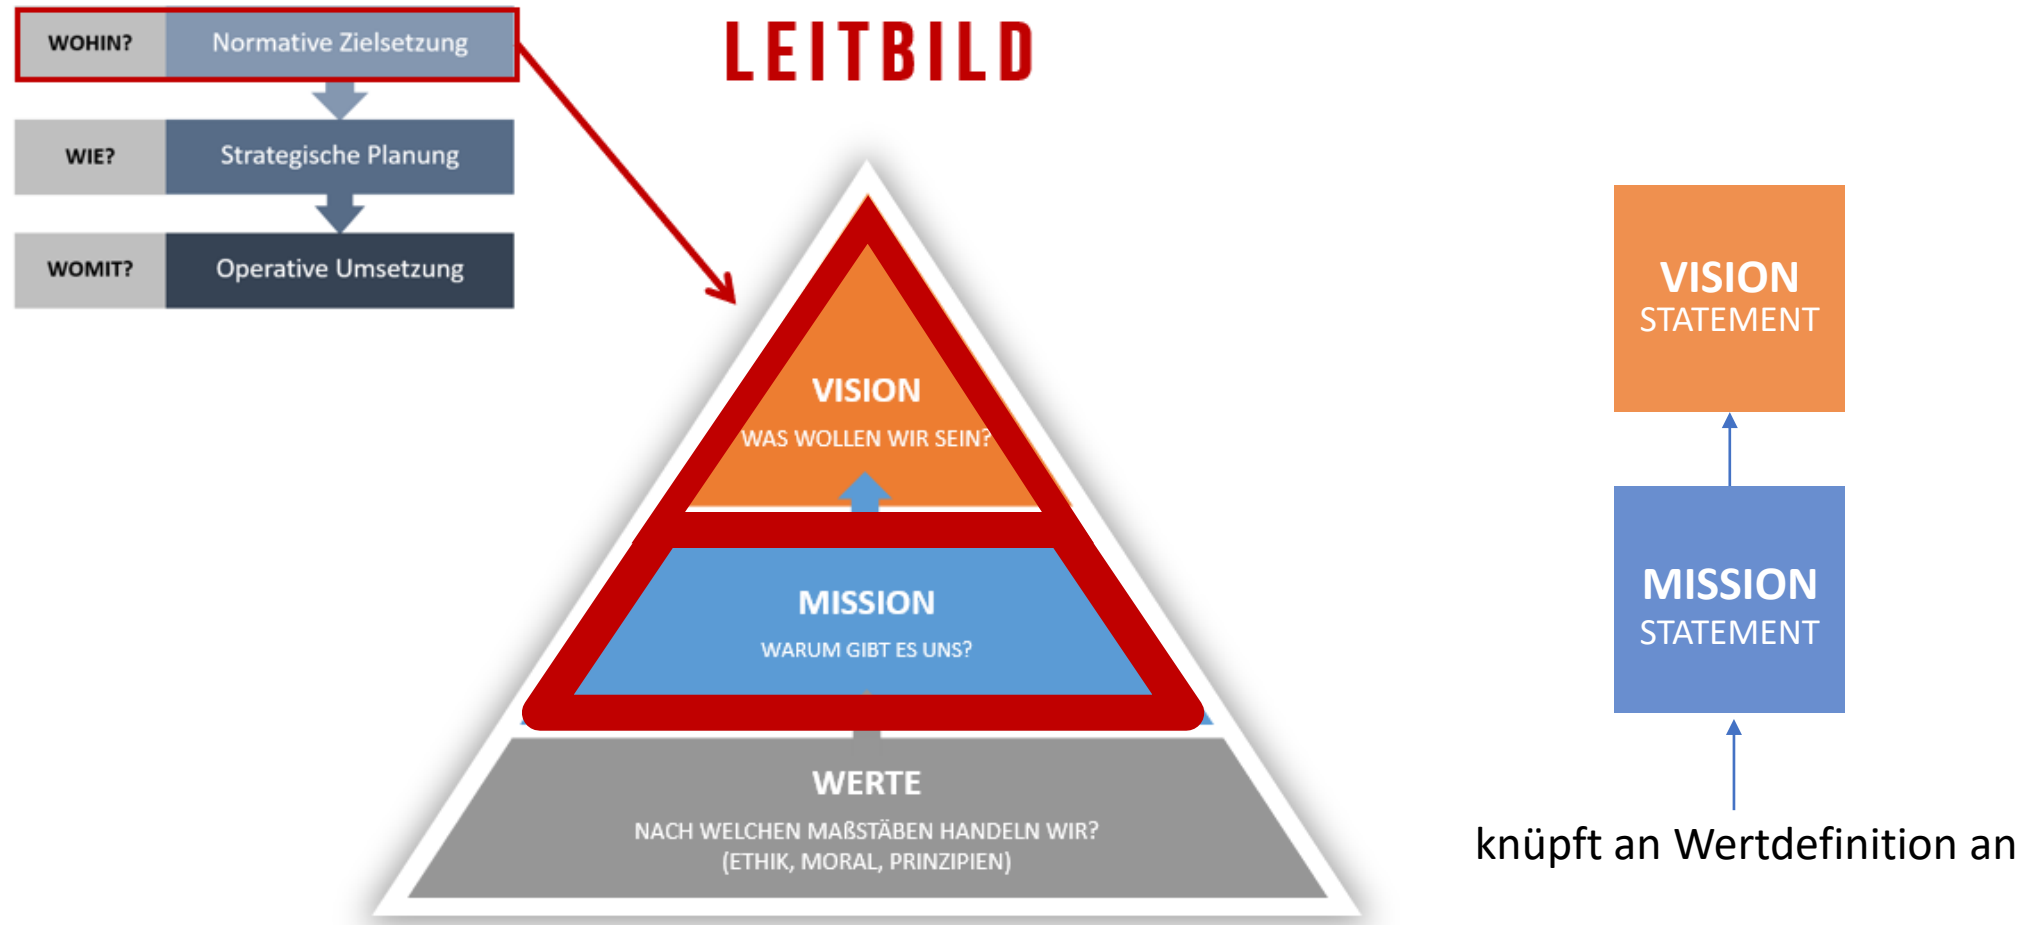 WOHIN?
Normative Zielsetzung
WIE?
Strategische Planung
WOMIT?
Operative Umsetzung
LEITBILD
VISION
WAS WOLLEN WIR SEIN?
MISSION
WARUM GIBT ES UNS?
WERTE
NACH WELCHEN MAßSTÄBEN HANDELN WIR?
(ETHIK, MORAL, PRINZIPIEN)
VISION
STATEMENT
MISSION
STATEMENT
knüpft an Wertdefinition an